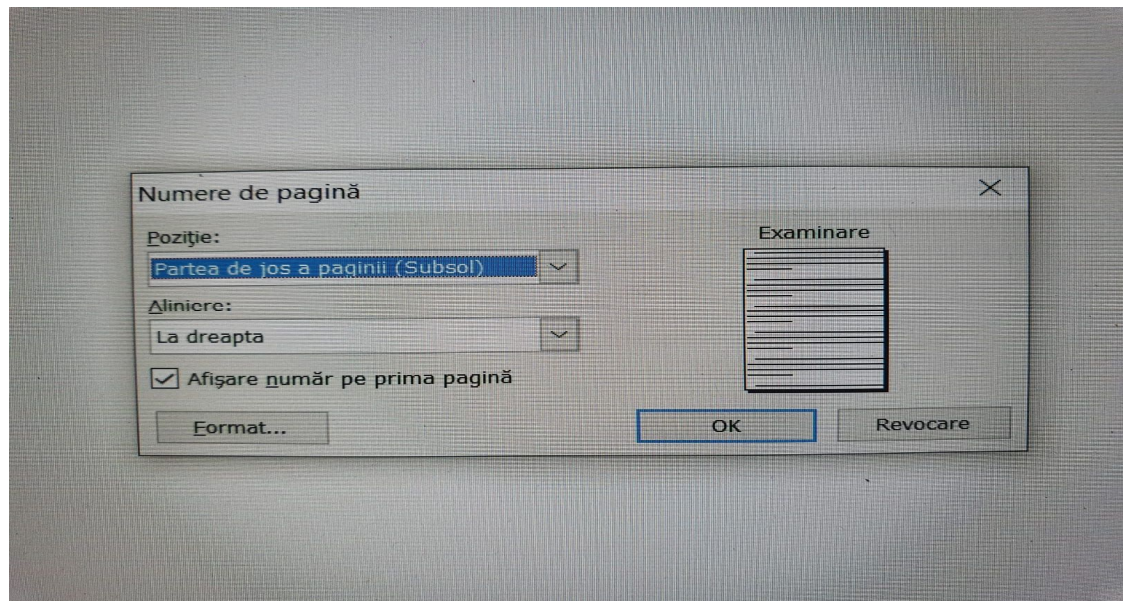 Numere de pagină
Poziţie:
Examinare
Partea de jos a paginii (Subsol)
Aliniere:
La dreapta
Afişare număr pe prima pagină
Format...
OK
Revocare